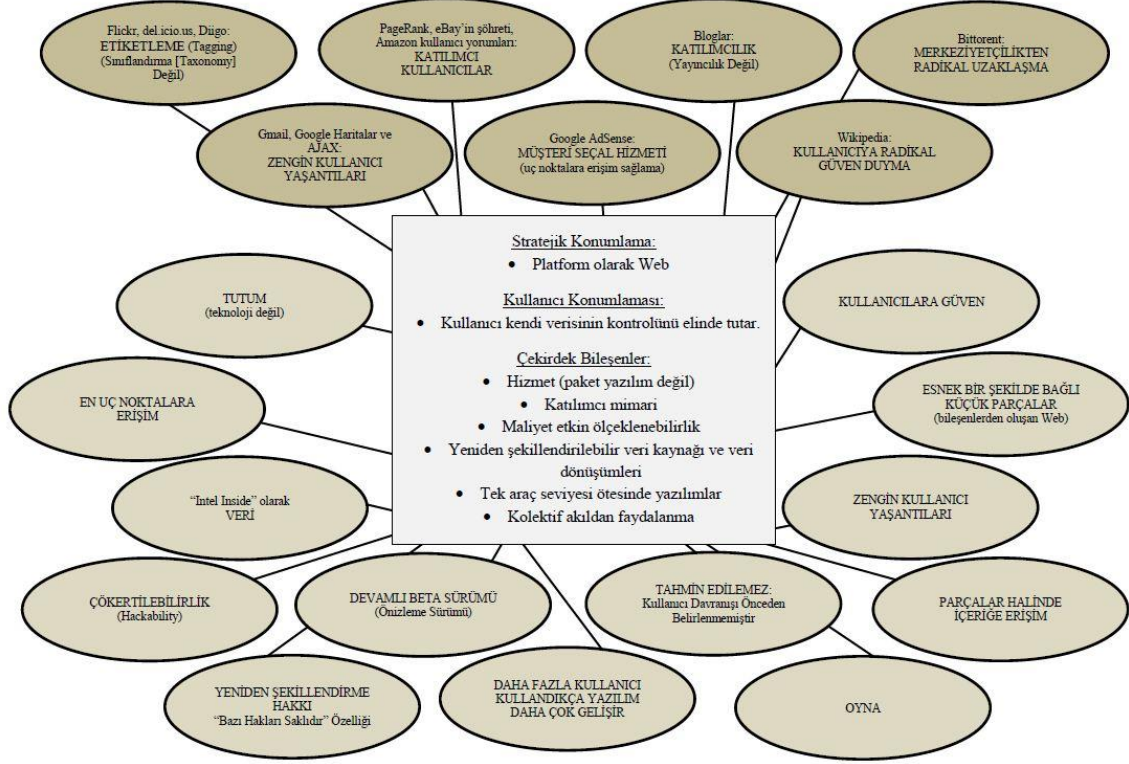 Flickr, del.icio.us, Diigo:
ETİKETLEME (Tagging)
(Sınıflandırma [Taxonomy]
Değil)
PageRank, eBay'in şöhreti,
Amazon kullanıcı yorumları:
KATILIMCI
KULLANICILAR
Bloglar:
KATILIMCILIK
(Yayıncılık Değil)
Bittorent:
MERKEZİYETÇİLİKTEN
RADİKAL UZAKLAŞMA
Gmail, Google Haritalar ve
AJAX:
ZENGİN KULLANICI
YAŞANTILARI
Google AdSense:
MÜŞTERİ SEÇAL HİZMETİ
(uç noktalara erişim sağlama)
Wikipedia:
KULLANICIYA RADİKAL
GÜVEN DUYMA
Stratejik Konumlama:
• Platform olarak Web
Kullanıcı Konumlaması:
• Kullanıcı kendi verisinin kontrolünü elinde tutar.
Çekirdek Bileşenler:
• Hizmet (paket yazılım değil)
• Katılımcı mimari
• Maliyet etkin ölçeklenebilirlik
• Yeniden şekillendirilebilir veri kaynağı ve veri
dönüşümleri
• Tek araç seviyesi ötesinde yazılımlar
• Kolektif akıldan faydalanma
TUTUM
(teknoloji değil)
KULLANICILARA GÜVEN
EN UÇ NOKTALARA
ERİŞİM
ESNEK BİR ŞEKİLDE BAĞLI
KÜÇÜK PARÇALAR
(bileşenlerden oluşan Web)
"Intel Inside" olarak
VERİ
ZENGİN KULLANICI
YAŞANTILARI
ÇÖKERTİLEBİLİRLİK
(Hackability)
DEVAMLI BETA SÜRÜMÜ
(Önizleme Sürümü)
TAHMİN EDİLEMEZ:
Kullanıcı Davranışı Önceden
Belirlenmemiştir
PARÇALAR HALİNDE
İÇERİĞE ERİŞİM
YENİDEN ŞEKİLLENDİRME
HAKKI
"Bazı Hakları Saklıdır" Özelliği
DAHA FAZLA KULLANICI
KULLANDIKÇA YAZILIM
DAHA ÇOK GELİŞİR
OYNA